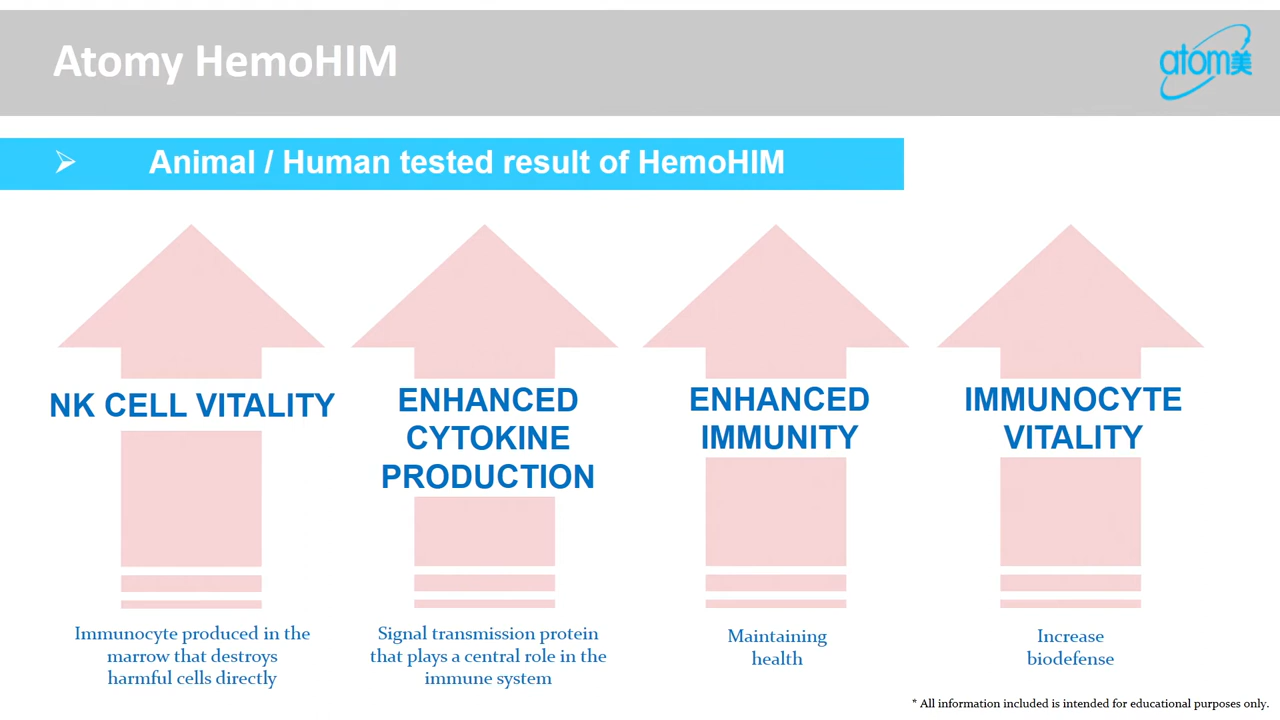 Atomy HemoHIM
atom美
Animal / Human tested result of HemoHIM
NK CELL VITALITY
Immunocyte produced in the
marrow that destroys
harmful cells directly
ENHANCED
CYTOKINE
PRODUCTION
Signal transmission protein
that plays a central role in the
immune system
ENHANCED
IMMUNITY
Maintaining
health
IMMUNOCYTE
VITALITY
Increase
biodefense
* All information included is intended for educational purposes only.